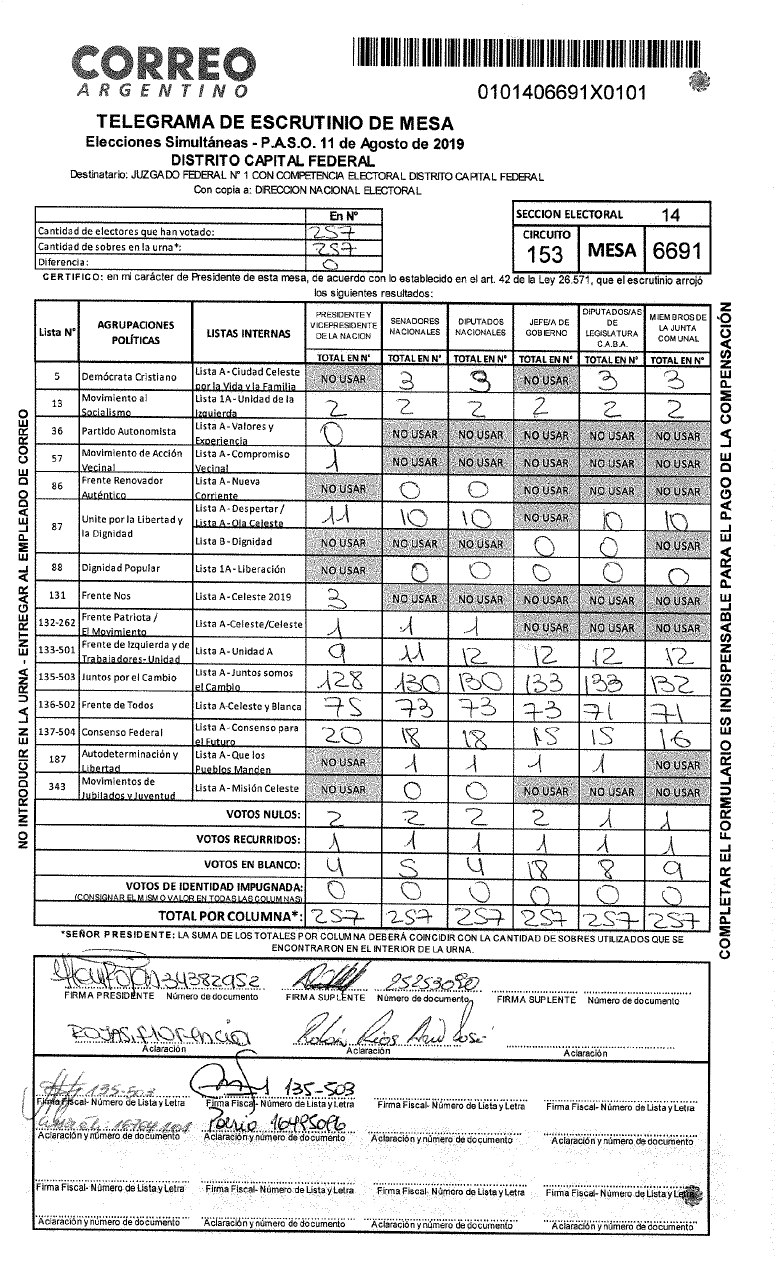 CORREO
ARGENTINO
0101406691X0101
TELEGRAMA DE ESCRUTINIO DE MESA
Elecciones Simultáneas - P.A.S.O. 11 de Agosto de 2019
DISTRITO CAPITAL FEDERAL
Destinatario: JUZGADO FEDERAL N° 1 CON COMPETENCIA ELECTORAL DISTRITO CAPITAL FEDERAL
Con copia a: DIRECCION NACIONAL ELECTORAL
En N°
Cantidad de electores que han votado: 257
Cantidad de sobres en la urna*: 257
Diferencia: 0
SECCION ELECTORAL 14
CIRCUITO 153 MESA 6691
CERTIFICO: en mi carácter de Presidente de esta mesa, de acuerdo con lo establecido en el art. 42 de la Ley 26.571, que el escrutinio arrojó
los siguientes resultados:
Lista N° AGRUPACIONES POLÍTICAS LISTAS INTERNAS PRESIDENTE Y VICEPRESIDENTE DE LA NACION SENADORES NACIONALES DIPUTADOS NACIONALES JEFE/A DE GOBIERNO DIPUTADOS/AS DE LEGISLATURA C.A.B.A. MIEMBROS DE LA JUNTA COMUNAL
TOTAL EN N° TOTAL EN N° TOTAL EN N° TOTAL EN N° TOTAL EN N° TOTAL EN N°
5 Demócrata Cristiano Lista A - Ciudad Celeste por la Vida y la Familia NO USAR 3 3 NO USAR 3 3
13 Movimiento al Socialismo Lista 1A - Unidad de la Izquierda 2 2 2 2 2 2
36 Partido Autonomista Lista A - Valores y Experiencia 0 NO USAR NO USAR NO USAR NO USAR NO USAR
57 Movimiento de Acción Vecinal Lista A - Compromiso Vecinal 1 NO USAR NO USAR NO USAR NO USAR NO USAR
86 Frente Renovador Auténtico Lista A - Nueva Corriente NO USAR 0 0 NO USAR NO USAR NO USAR
87 Unite por la Libertad y la Dignidad Lista A - Despertar / Lista A - Ola Celeste 11 10 10 NO USAR 10 10
Lista B - Dignidad NO USAR NO USAR NO USAR 0 0 NO USAR
88 Dignidad Popular Lista 1A - Liberación NO USAR 0 0 0 0 0
131 Frente Nos Lista A - Celeste 2019 3 NO USAR NO USAR NO USAR NO USAR NO USAR
132-262 Frente Patriota / El Movimiento Lista A - Celeste/Celeste 1 1 1 NO USAR NO USAR NO USAR
133-501 Frente de Izquierda y de Trabajadores- Unidad Lista A - Unidad A 9 11 12 12 12 12
135-503 Juntos por el Cambio Lista A - Juntos somos el Cambio 128 130 130 133 133 132
136-502 Frente de Todos Lista A-Celeste y Blanca 75 73 73 73 71 71
137-504 Consenso Federal Lista A - Consenso para el Futuro 20 18 18 15 15 16
187 Autodeterminación y Libertad Lista A - Que los Pueblos Manden NO USAR 1 1 1 1 NO USAR
343 Movimientos de Jubilados y Juventud Lista A - Misión Celeste NO USAR 0 0 NO USAR NO USAR NO USAR
VOTOS NULOS: 2 2 2 2 1 1
VOTOS RECURRIDOS: 1 1 1 1 1 1
VOTOS EN BLANCO: 4 5 4 18 8 9
VOTOS DE IDENTIDAD IMPUGNADA: 0 0 0 0 0 0
(CONSIGNAR EL MISMO VALOR EN TODAS LAS COLUMNAS)
TOTAL POR COLUMNA*: 257 257 257 257 257 257
*SEÑOR PRESIDENTE: LA SUMA DE LOS TOTALES POR COLUMNA DEBERÁ COINCIDIR CON LA CANTIDAD DE SOBRES UTILIZADOS QUE SE
ENCONTRARON EN EL INTERIOR DE LA URNA.
NO INTRODUCIR EN LA URNA - ENTREGAR AL EMPLEADO DE CORREO
COMPLETAR EL FORMULARIO ES INDISPENSABLE PARA EL PAGO DE LA COMPENSACIÓN
34382952 25253090
FIRMA PRESIDENTE Número de documento FIRMA SUPLENTE Número de documento FIRMA SUPLENTE Número de documento
ROJAS, Florencia Rolón Ríos Ariel José
Aclaración Aclaración Aclaración
135-503 135-503
Firma Fiscal- Número de Lista y Letra Firma Fiscal- Número de Lista y Letra Firma Fiscal- Número de Lista y Letra Firma Fiscal- Número de Lista y Letra
16495096
Aclaración y número de documento Aclaración y número de documento Aclaración y número de documento Aclaración y número de documento
Firma Fiscal- Número de Lista y Letra Firma Fiscal- Número de Lista y Letra Firma Fiscal- Número de Lista y Letra Firma Fiscal- Número de Lista y Letra
Aclaración y número de documento Aclaración y número de documento Aclaración y número de documento Aclaración y número de documento